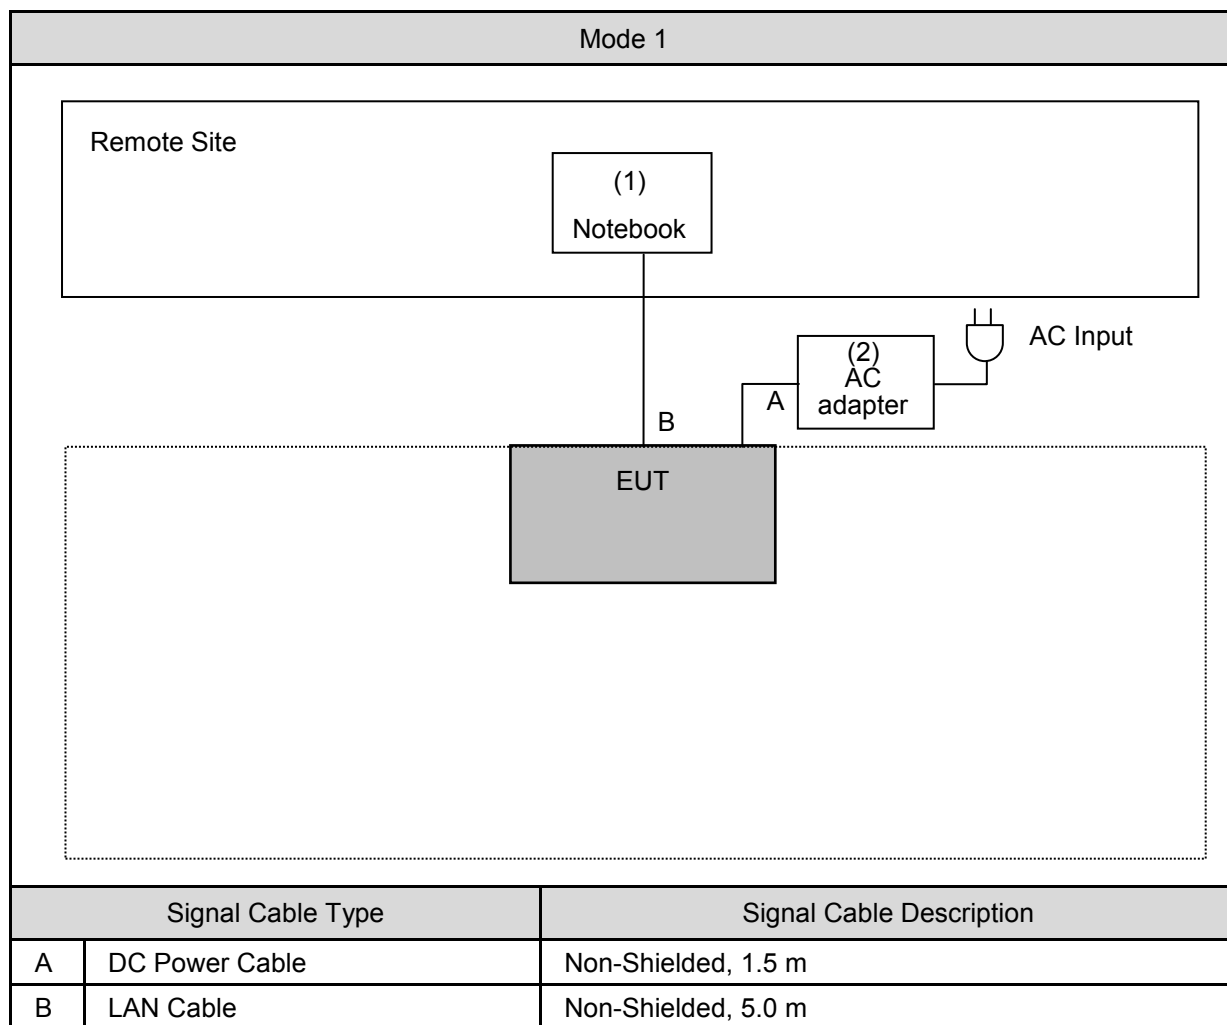 Mode 1
Remote Site
(1)
Notebook
AC Input
(2)
AC
adapter
A
B
EUT
Signal Cable Type Signal Cable Description
A DC Power Cable Non-Shielded, 1.5 m
B LAN Cable Non-Shielded, 5.0 m